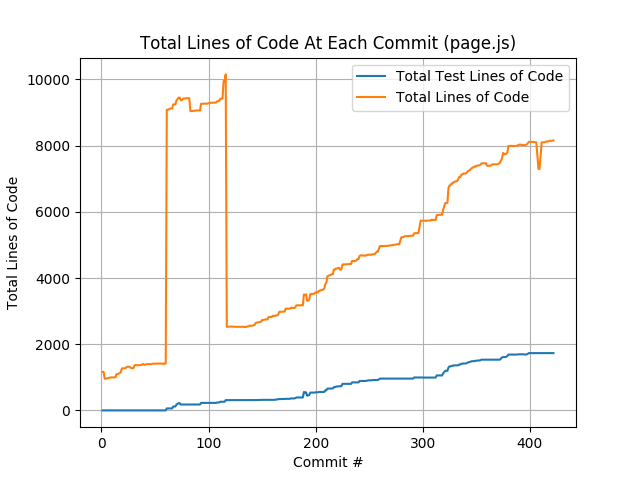 Total Lines of Code At Each Commit (page.js)
Total Test Lines of Code
Total Lines of Code
Total Lines of Code
10000
8000
6000
4000
2000
0
0 100 200 300 400
Commit #